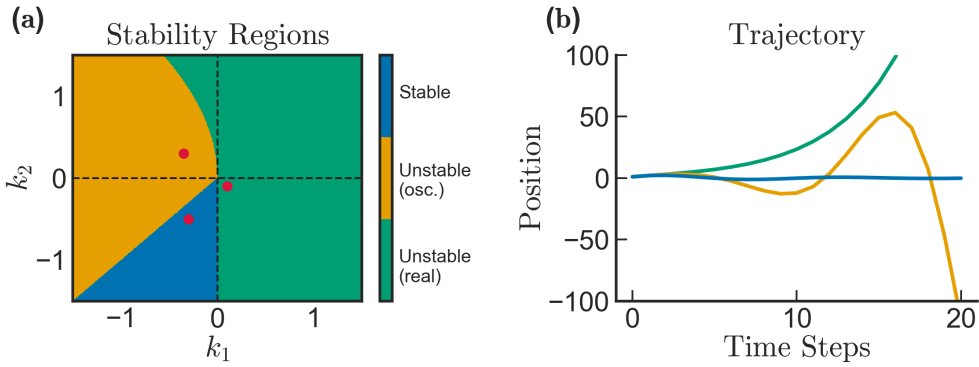 (a)
Stability Regions
1
0
−1
k₂
−1
0
1
k₁
Stable
Unstable
(osc.)
Unstable
(real)
(b)
Trajectory
100
50
0
−50
−100
Position
0
10
20
Time Steps